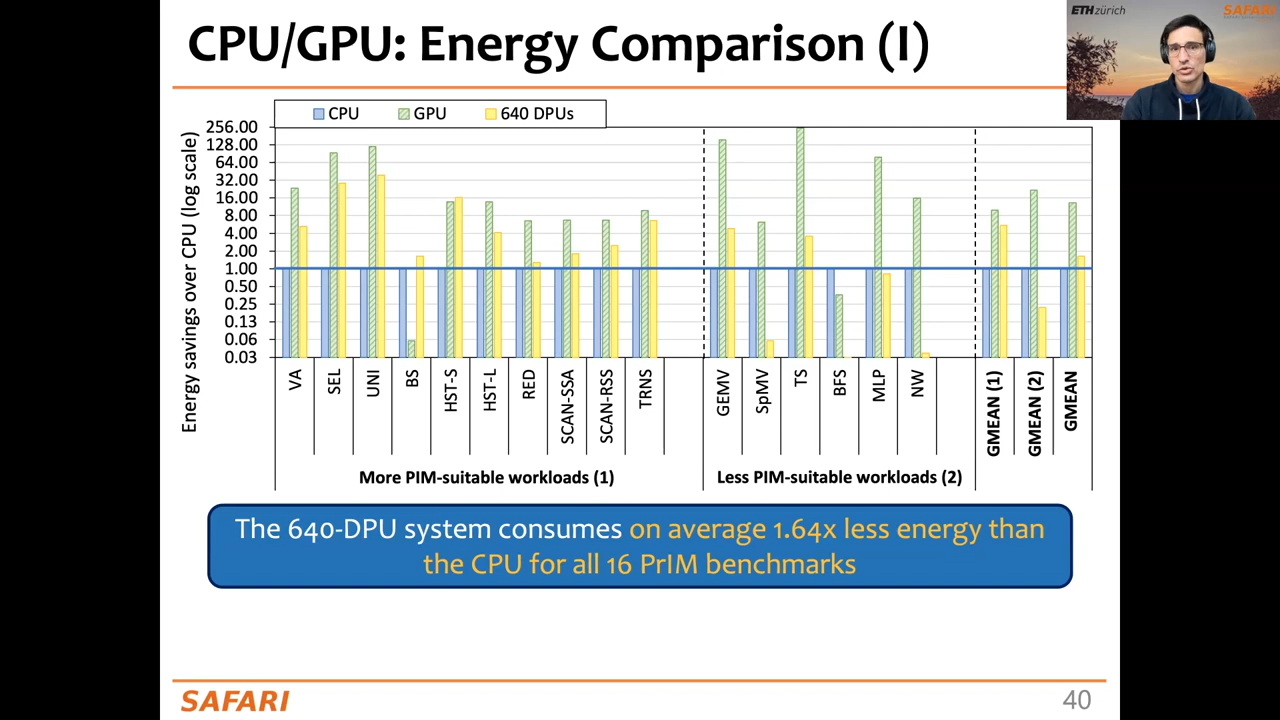 CPU/GPU: Energy Comparison (I)
ETHzürich
SAFARI
CPU
GPU
640 DPUs
Energy savings over CPU (log scale)
256.00
128.00
64.00
32.00
16.00
8.00
4.00
2.00
1.00
0.50
0.25
0.13
0.06
0.03
VA
SEL
UNI
BS
HST-S
HST-L
RED
SCAN-SSA
SCAN-RSS
TRNS
GEMV
SpMV
TS
BFS
MLP
NW
GMEAN (1)
GMEAN (2)
GMEAN
More PIM-suitable workloads (1)
Less PIM-suitable workloads (2)
The 640-DPU system consumes on average 1.64x less energy than
the CPU for all 16 PrIM benchmarks
SAFARI
40